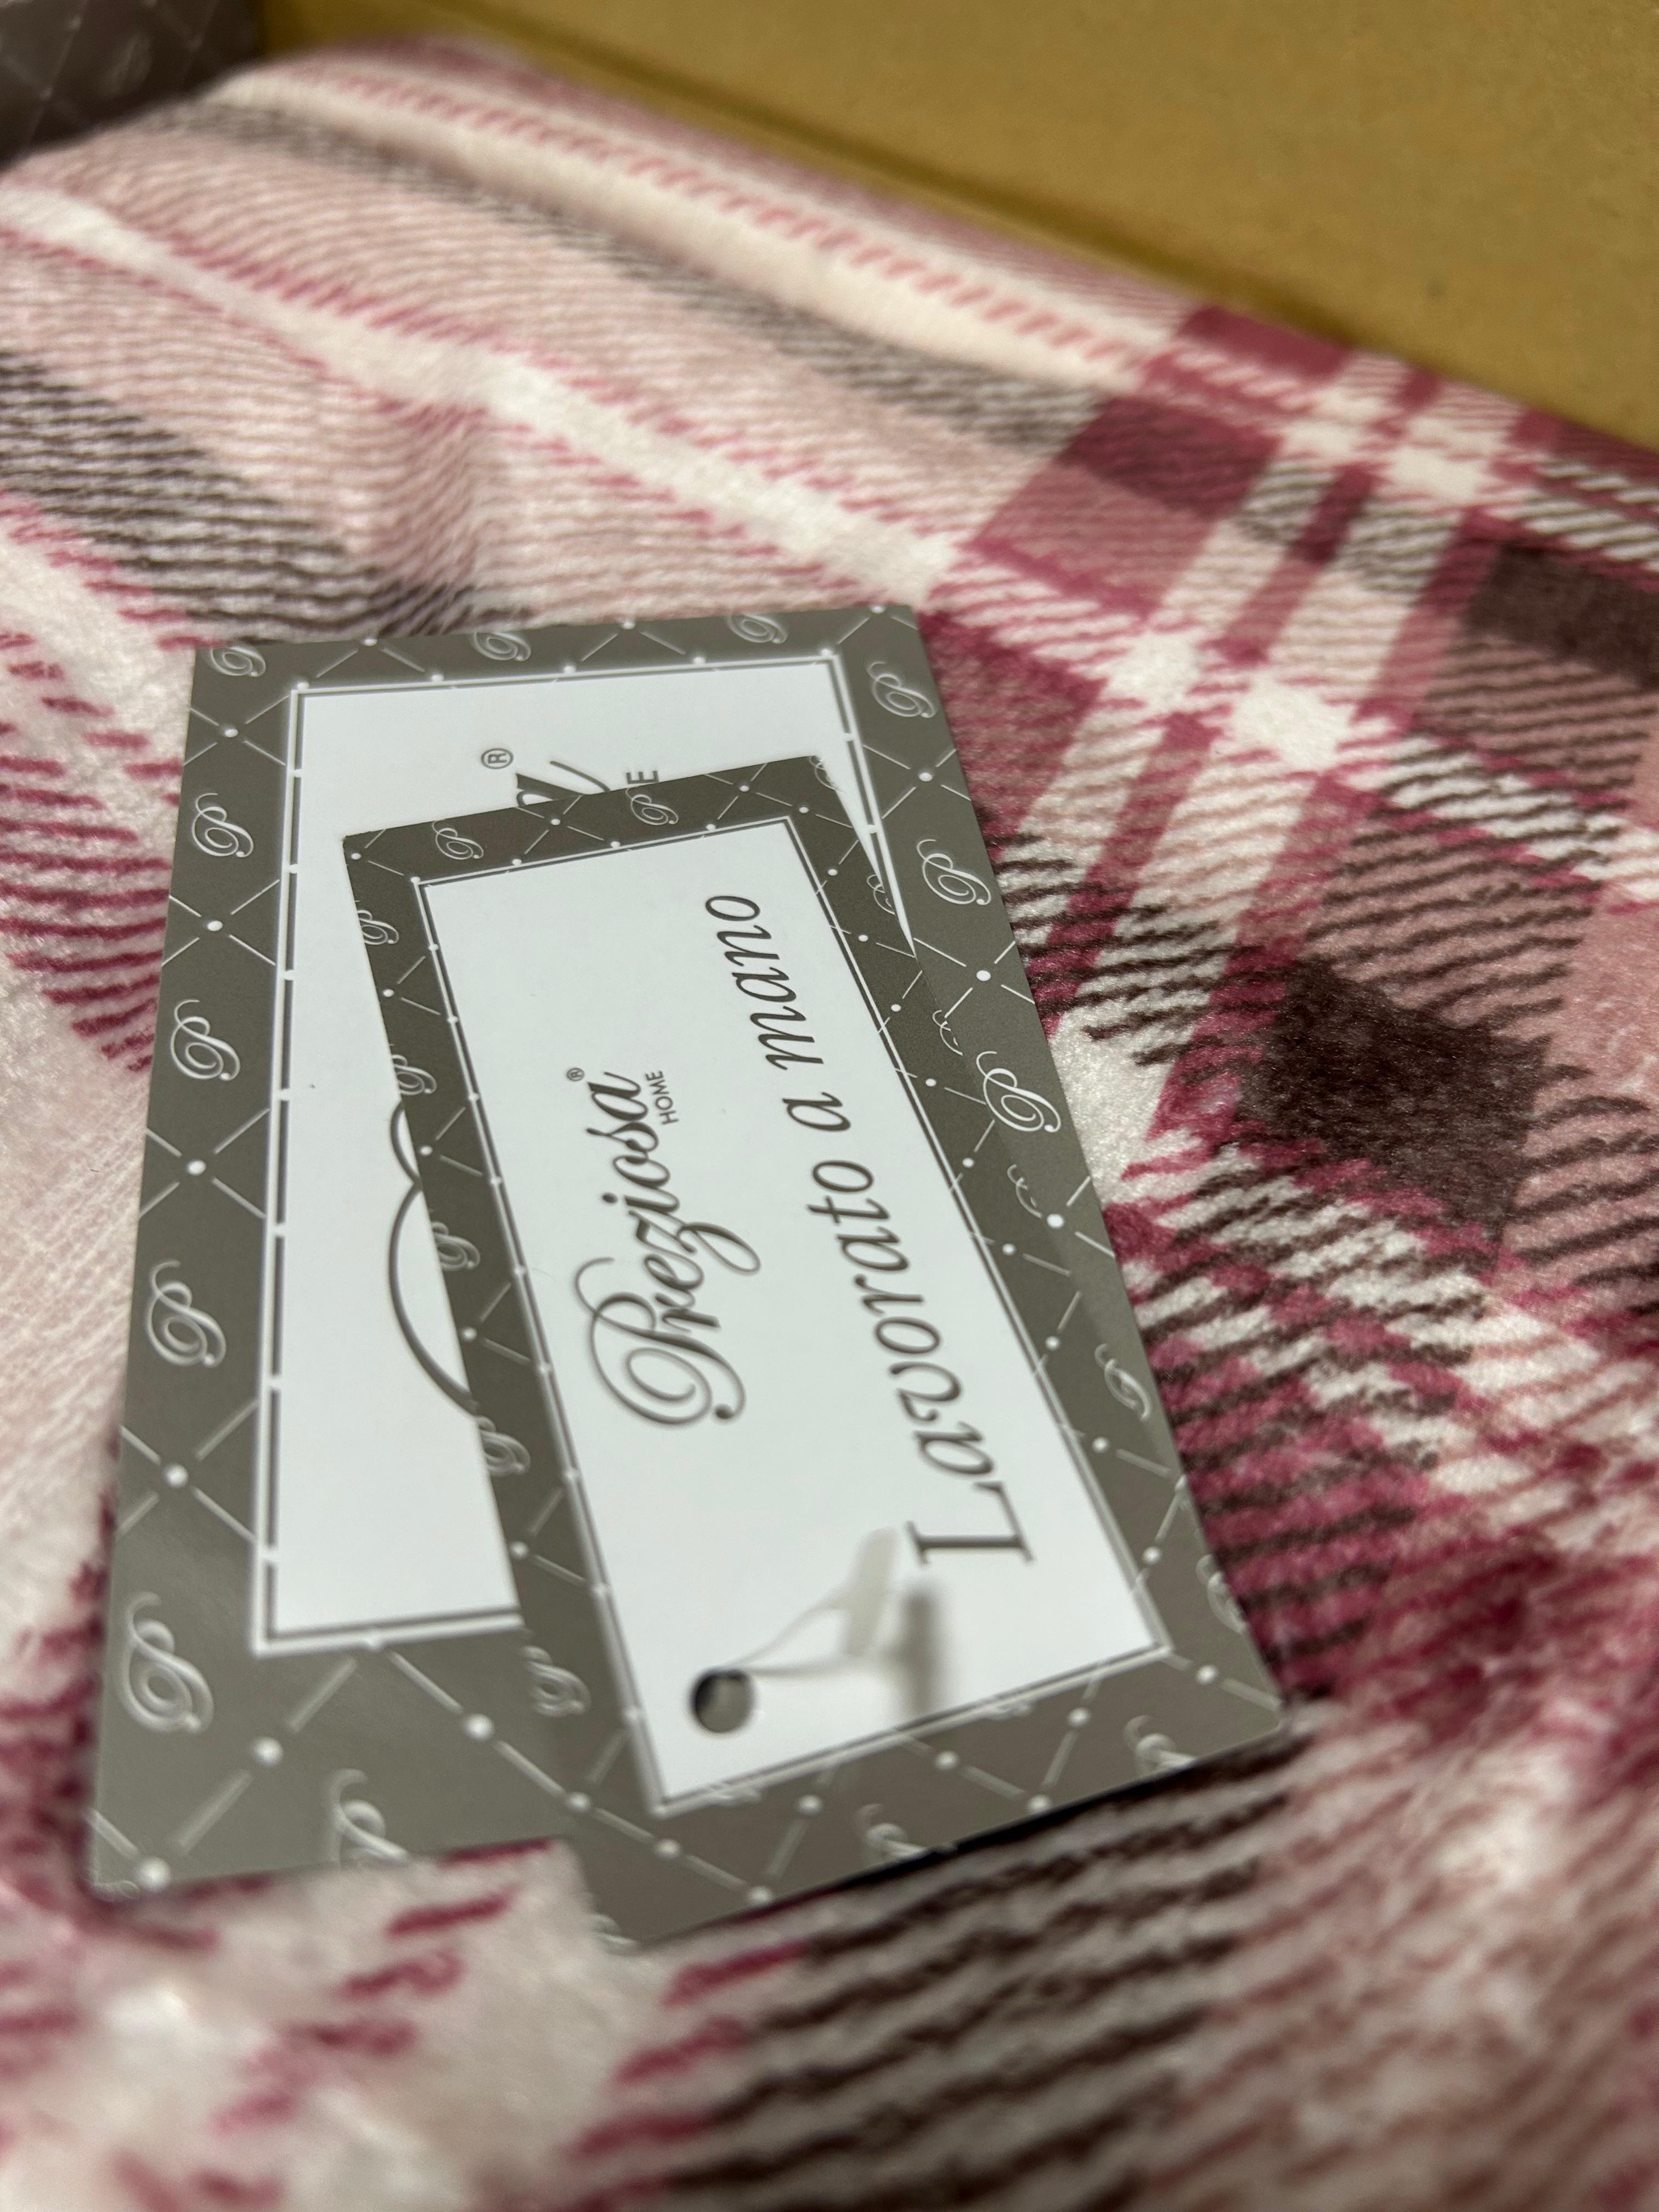 Preziosa®
HOME
Lavorato a mano
®